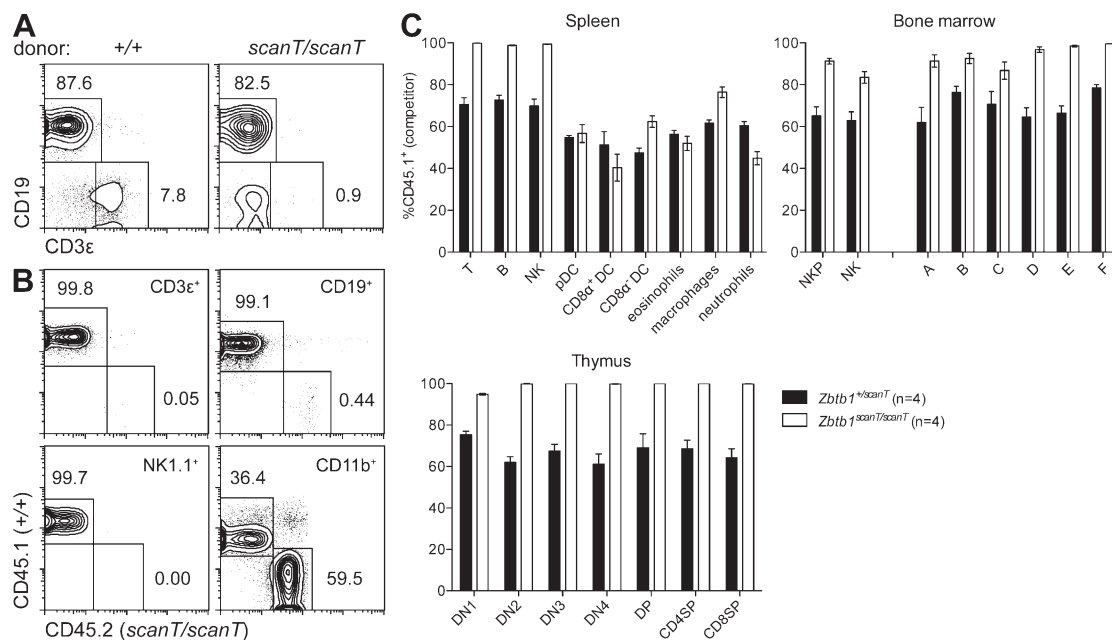 A
donor: +/+ scanT/scanT
87.6
82.5
7.8
0.9
CD19
CD3ε
B
99.8 CD3ε+
99.1 CD19+
0.05
0.44
99.7 NK1.1+
36.4 CD11b+
0.00
59.5
CD45.1 (+/+)
CD45.2 (scanT/scanT)
C
Spleen
%CD45.1+ (competitor)
100
80
60
40
20
0
T B NK pDC CD8α+ DC CD8α- DC eosinophils macrophages neutrophils
Bone marrow
100
80
60
40
20
0
NKP NK A B C D E F
Thymus
100
80
60
40
20
0
DN1 DN2 DN3 DN4 DP CD4SP CD8SP
Zbtb1+/scanT (n=4)
Zbtb1scanT/scanT (n=4)